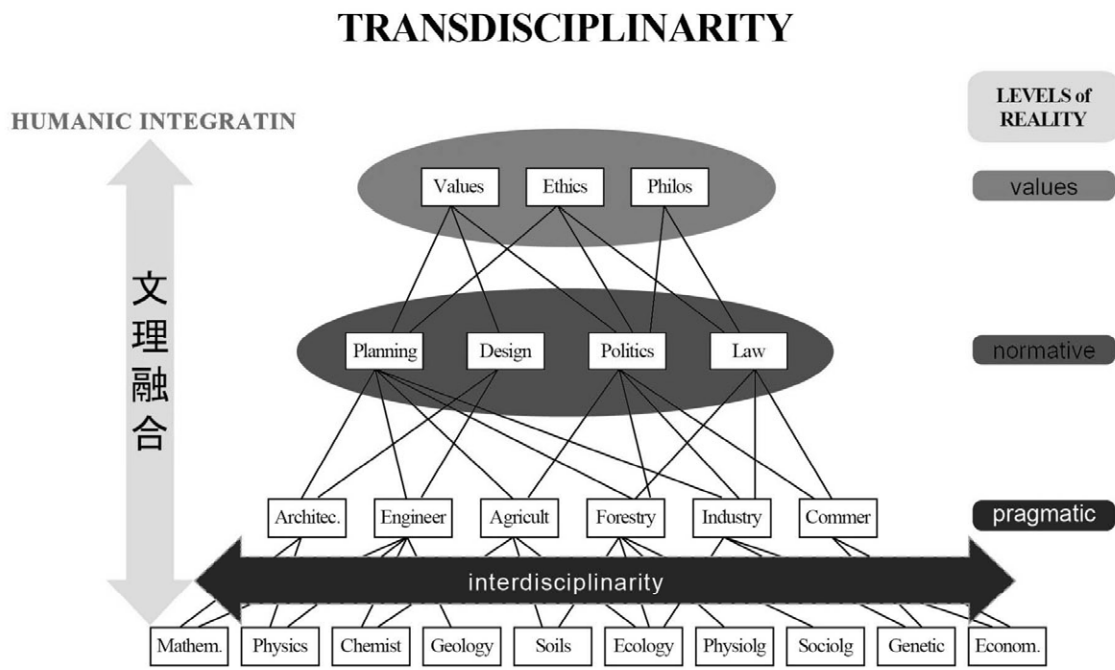 TRANSDISCIPLINARITY
HUMANIC INTEGRATIN
LEVELS of
REALITY
Values
Ethics
Philos
values
文
理
融
合
Planning
Design
Politics
Law
normative
Architec.
Engineer
Agricult
Forestry
Industry
Commer
pragmatic
interdisciplinarity
Mathem.
Physics
Chemist
Geology
Soils
Ecology
Physiolg
Sociolg
Genetic
Econom.